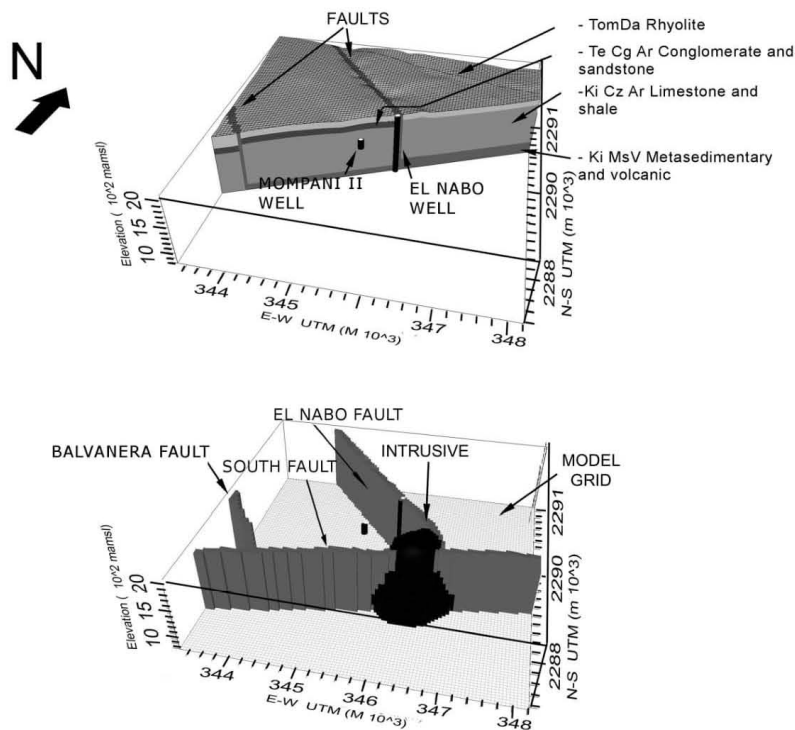 FAULTS
- TomDa Rhyolite
N
- Te Cg Ar Conglomerate and
sandstone
-Ki Cz Ar Limestone and
shale
- Ki MsV Metasedimentary
and volcanic
MOMPANI II
WELL
EL NABO
WELL
Elevation ( 10^2 mamsl)
20
15
10
344
345
347
348
E-W UTM (M 10^3)
2291
2290
2288
N-S UTM (m 10^3)
EL NABO FAULT
BALVANERA FAULT
SOUTH FAULT
INTRUSIVE
MODEL
GRID
Elevation ( 10^2 mamsl)
20
15
10
344
345
346
347
348
E-W UTM (M 10^3)
2291
2290
2288
N-S UTM (m 10^3)